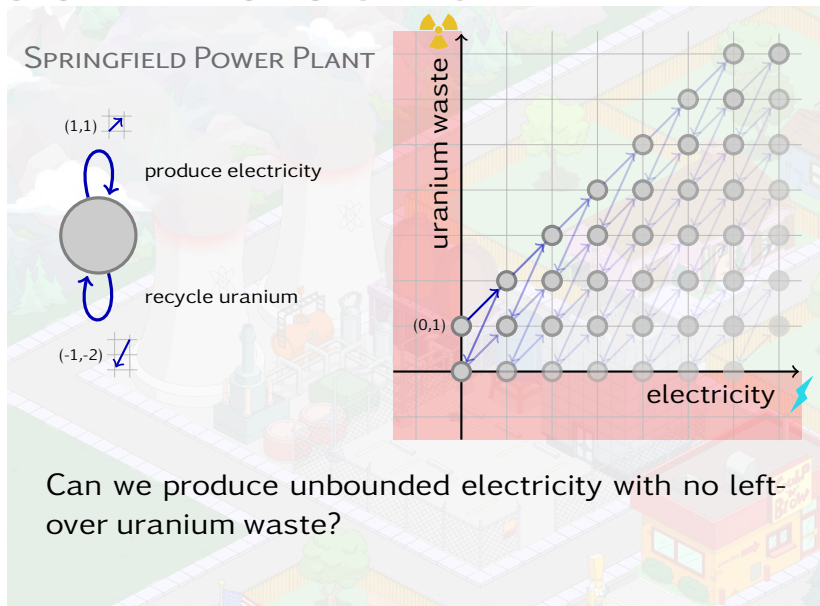 SPRINGFIELD POWER PLANT
(1,1)
produce electricity
recycle uranium
(-1,-2)
uranium waste
(0,1)
electricity
Can we produce unbounded electricity with no left-
over uranium waste?